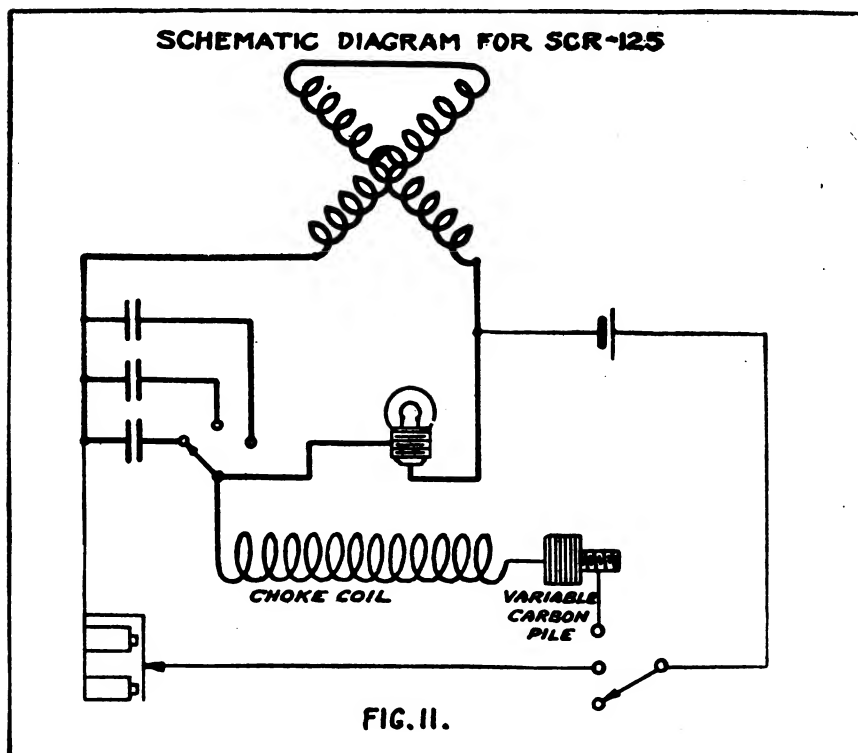 SCHEMATIC DIAGRAM FOR SCR-125
CHOKE COIL
VARIABLE
CARBON
PILE
FIG.11.